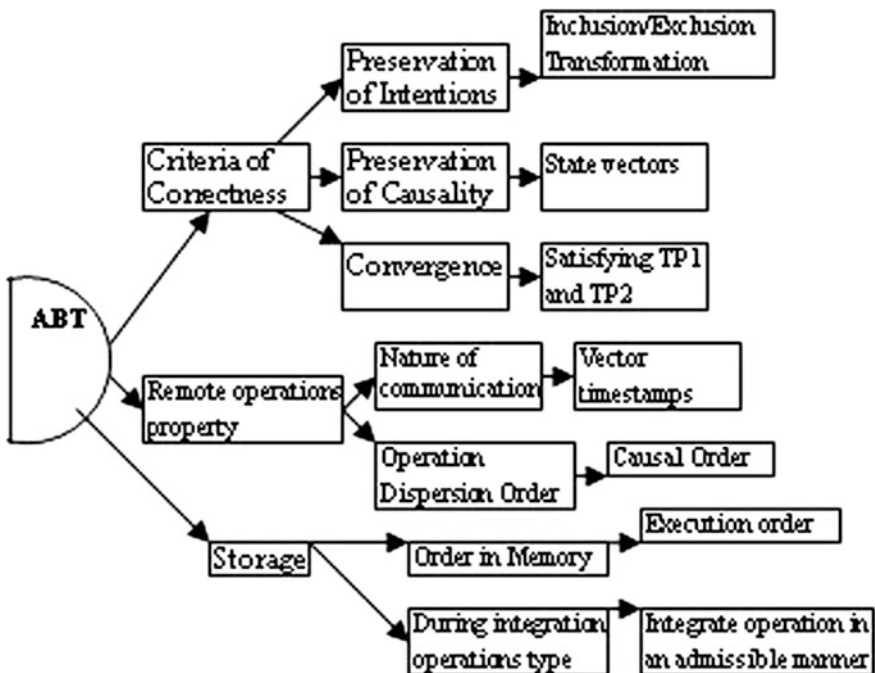 Inclusion/Exclusion
Transformation
Preservation
of Intentions
Criteria of
Correctness
Preservation
of Causality
State vectors
Convergence
Satisfying TP1
and TP2
ABT
Remote operations
property
Nature of
communication
Vector
timestamps
Operation
Dispersion Order
Causal Order
Storage
Order in Memory
Execution order
During integration
operations type
Integrate operation in
an admissible manner